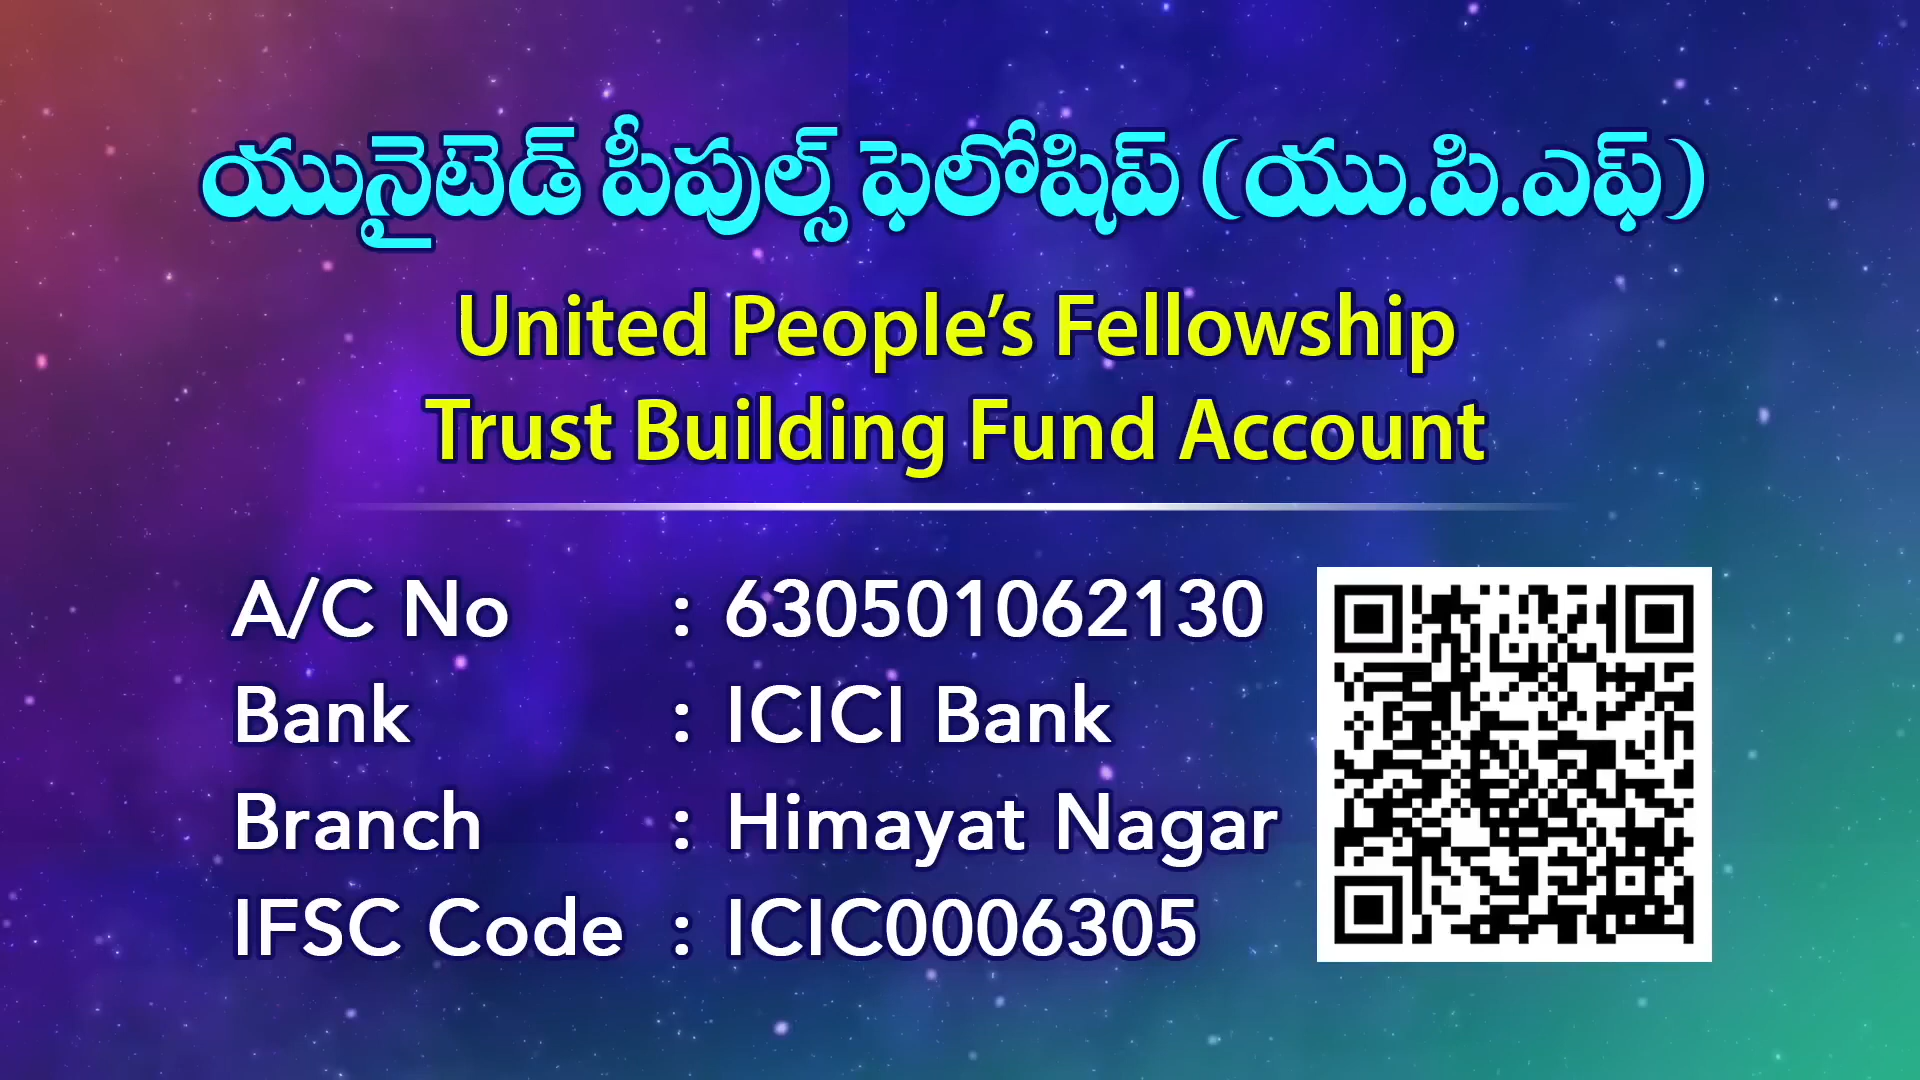 యునైటెడ్ పీపుల్స్ ఫెలోషిప్ (యు.పి.ఎఫ్)
United People’s Fellowship
Trust Building Fund Account
A/C No : 630501062130
Bank : ICICI Bank
Branch : Himayat Nagar
IFSC Code : ICIC0006305